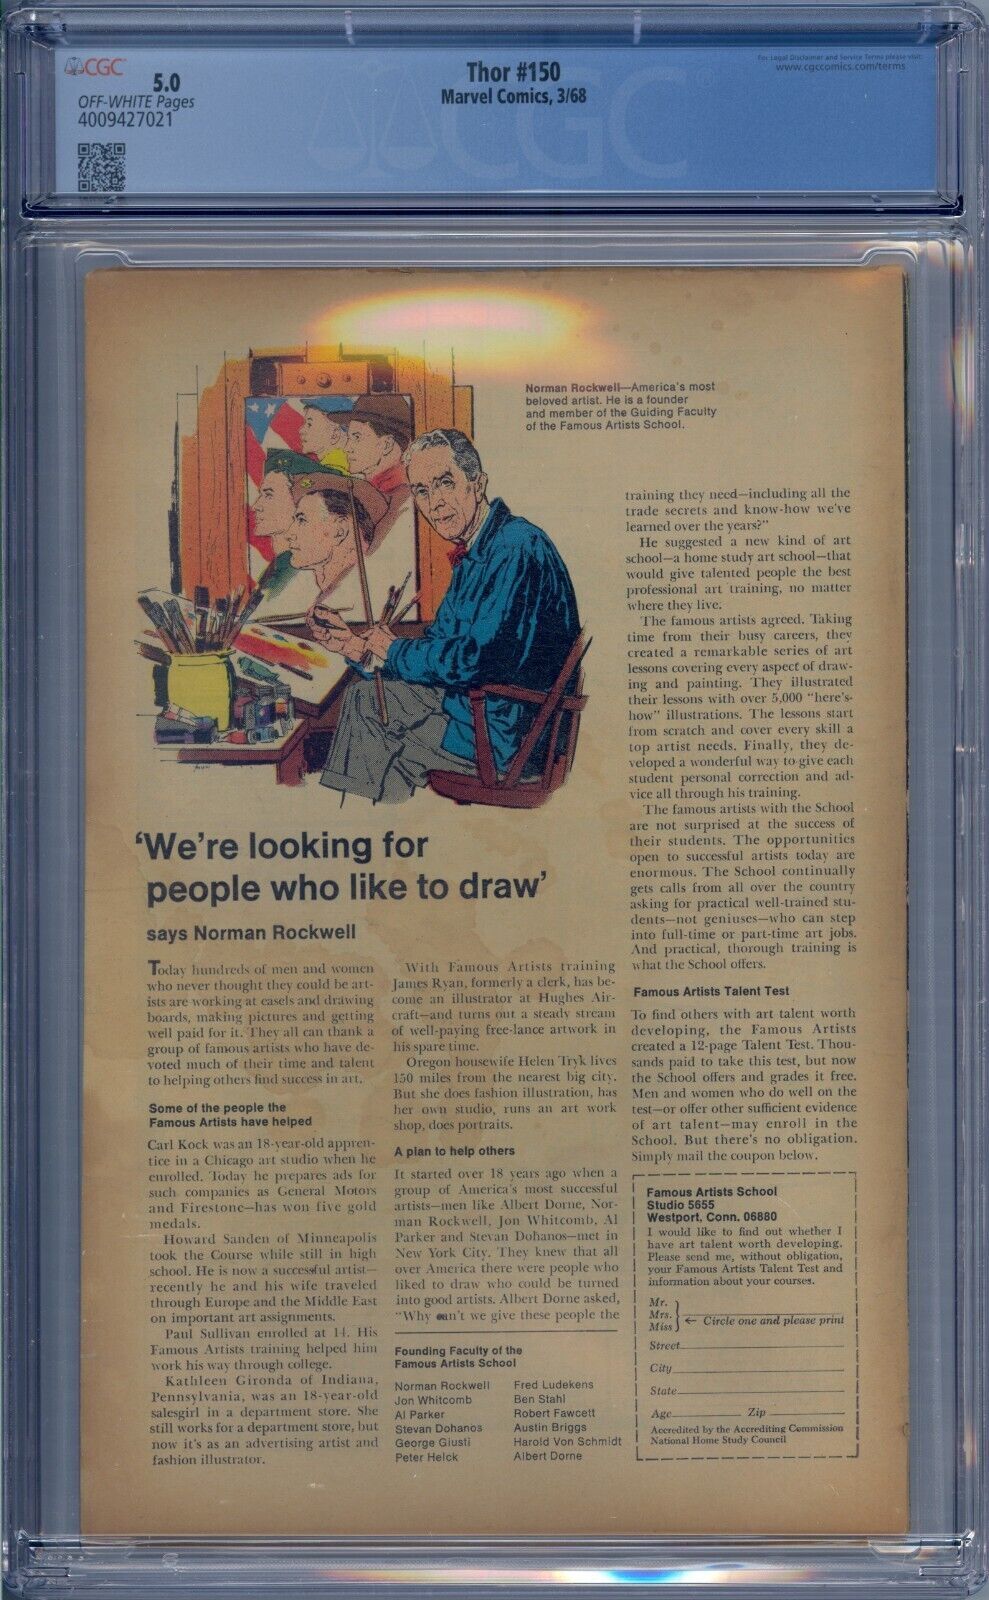 CGC
5.0
OFF-WHITE Pages
4009427021
Thor #150
Marvel Comics, 3/68
For Legal Disclaimer and Service Terms please visit:
www.cgccomics.com/terms
CGC
Norman Rockwell—America's most
beloved artist. He is a founder
and member of the Guiding Faculty
of the Famous Artists School.
'We're looking for
people who like to draw'
says Norman Rockwell
Today hundreds of men and women
who never thought they could be art-
ists are working at easels and drawing
boards, making pictures and getting
well paid for it. They all can thank a
group of famous artists who have de-
voted much of their time and talent
to helping others find success in art.
Some of the people the
Famous Artists have helped
Carl Kock was an 18-year-old appren-
tice in a Chicago art studio when he
enrolled. Today he prepares ads for
such companies as General Motors
and Firestone—has won five gold
medals.
Howard Sanden of Minneapolis
took the Course while still in high
school. He is now a successful artist—
recently he and his wife traveled
through Europe and the Middle East
on important art assignments.
Paul Sullivan enrolled at 14. His
Famous Artists training helped him
work his way through college.
Kathleen Gironda of Indiana,
Pennsylvania, was an 18-year-old
salesgirl in a department store. She
still works for a department store, but
now it's as an advertising artist and
fashion illustrator.
With Famous Artists training
James Ryan, formerly a clerk, has be-
come an illustrator at Hughes Air-
craft—and turns out a steady stream
of well-paying free-lance artwork in
his spare time.
Oregon housewife Helen Tryk lives
150 miles from the nearest big city.
But she does fashion illustration, has
her own studio, runs an art work
shop, does portraits.
A plan to help others
It started over 18 years ago when a
group of America's most successful
artists—men like Albert Dorne, Nor-
man Rockwell, Jon Whitcomb, Al
Parker and Stevan Dohanos—met in
New York City. They knew that all
over America there were people who
liked to draw who could be turned
into good artists. Albert Dorne asked,
"Why can't we give these people the
Founding Faculty of the
Famous Artists School
Norman Rockwell
Jon Whitcomb
Al Parker
Stevan Dohanos
George Giusti
Peter Helck
Fred Ludekens
Ben Stahl
Robert Fawcett
Austin Briggs
Harold Von Schmidt
Albert Dorne
training they need—including all the
trade secrets and know-how we've
learned over the years?"
He suggested a new kind of art
school—a home study art school—that
would give talented people the best
professional art training, no matter
where they live.
The famous artists agreed. Taking
time from their busy careers, they
created a remarkable series of art
lessons covering every aspect of draw-
ing and painting. They illustrated
their lessons with over 5,000 "here's-
how" illustrations. The lessons start
from scratch and cover every skill a
top artist needs. Finally, they de-
veloped a wonderful way to give each
student personal correction and ad-
vice all through his training.
The famous artists with the School
are not surprised at the success of
their students. The opportunities
open to successful artists today are
enormous. The School continually
gets calls from all over the country
asking for practical well-trained stu-
dents—not geniuses—who can step
into full-time or part-time art jobs.
And practical, thorough training is
what the School offers.
Famous Artists Talent Test
To find others with art talent worth
developing, the Famous Artists
created a 12-page Talent Test. Thou-
sands paid to take this test, but now
the School offers and grades it free.
Men and women who do well on the
test—or offer other sufficient evidence
of art talent—may enroll in the
School. But there's no obligation.
Simply mail the coupon below.
Famous Artists School
Studio 5655
Westport, Conn. 06880
I would like to find out whether I
have art talent worth developing.
Please send me, without obligation,
your Famous Artists Talent Test and
information about your courses.
Mr.
Mrs.
Miss ← Circle one and please print
Street
City
State
Age Zip
Accredited by the Accrediting Commission
National Home Study Council